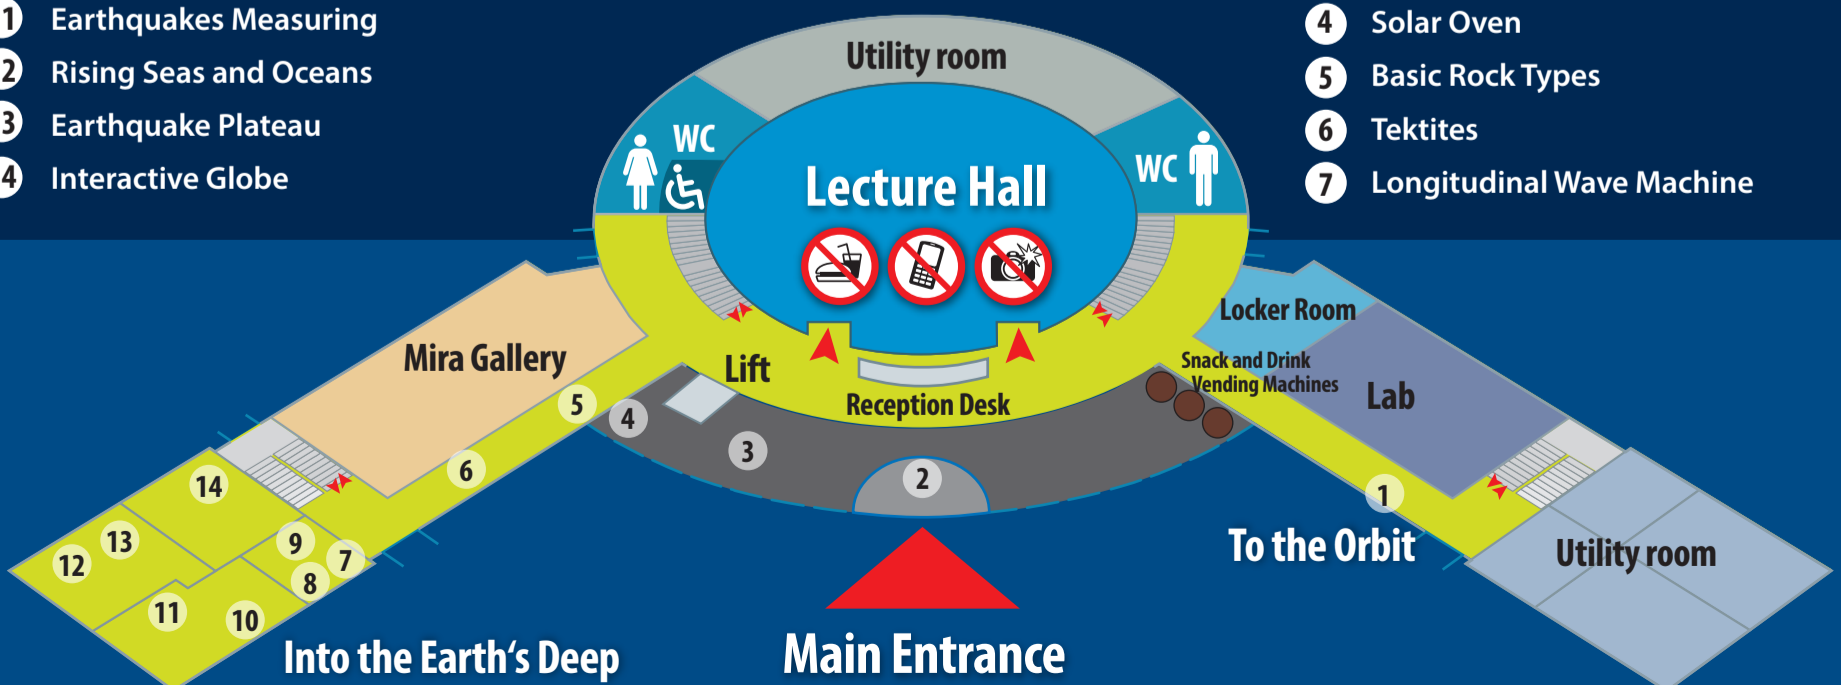 1 Earthquakes Measuring
2 Rising Seas and Oceans
3 Earthquake Plateau
4 Interactive Globe
4 Solar Oven
5 Basic Rock Types
6 Tektites
7 Longitudinal Wave Machine
Utility room
WC
WC
Lecture Hall
Locker Room
Mira Gallery
Lift
Snack and Drink
Vending Machines
Lab
Reception Desk
5
4
3
6
2
14
1
13
12
9
7
8
11
10
To the Orbit
Utility room
Into the Earth‘s Deep
Main Entrance